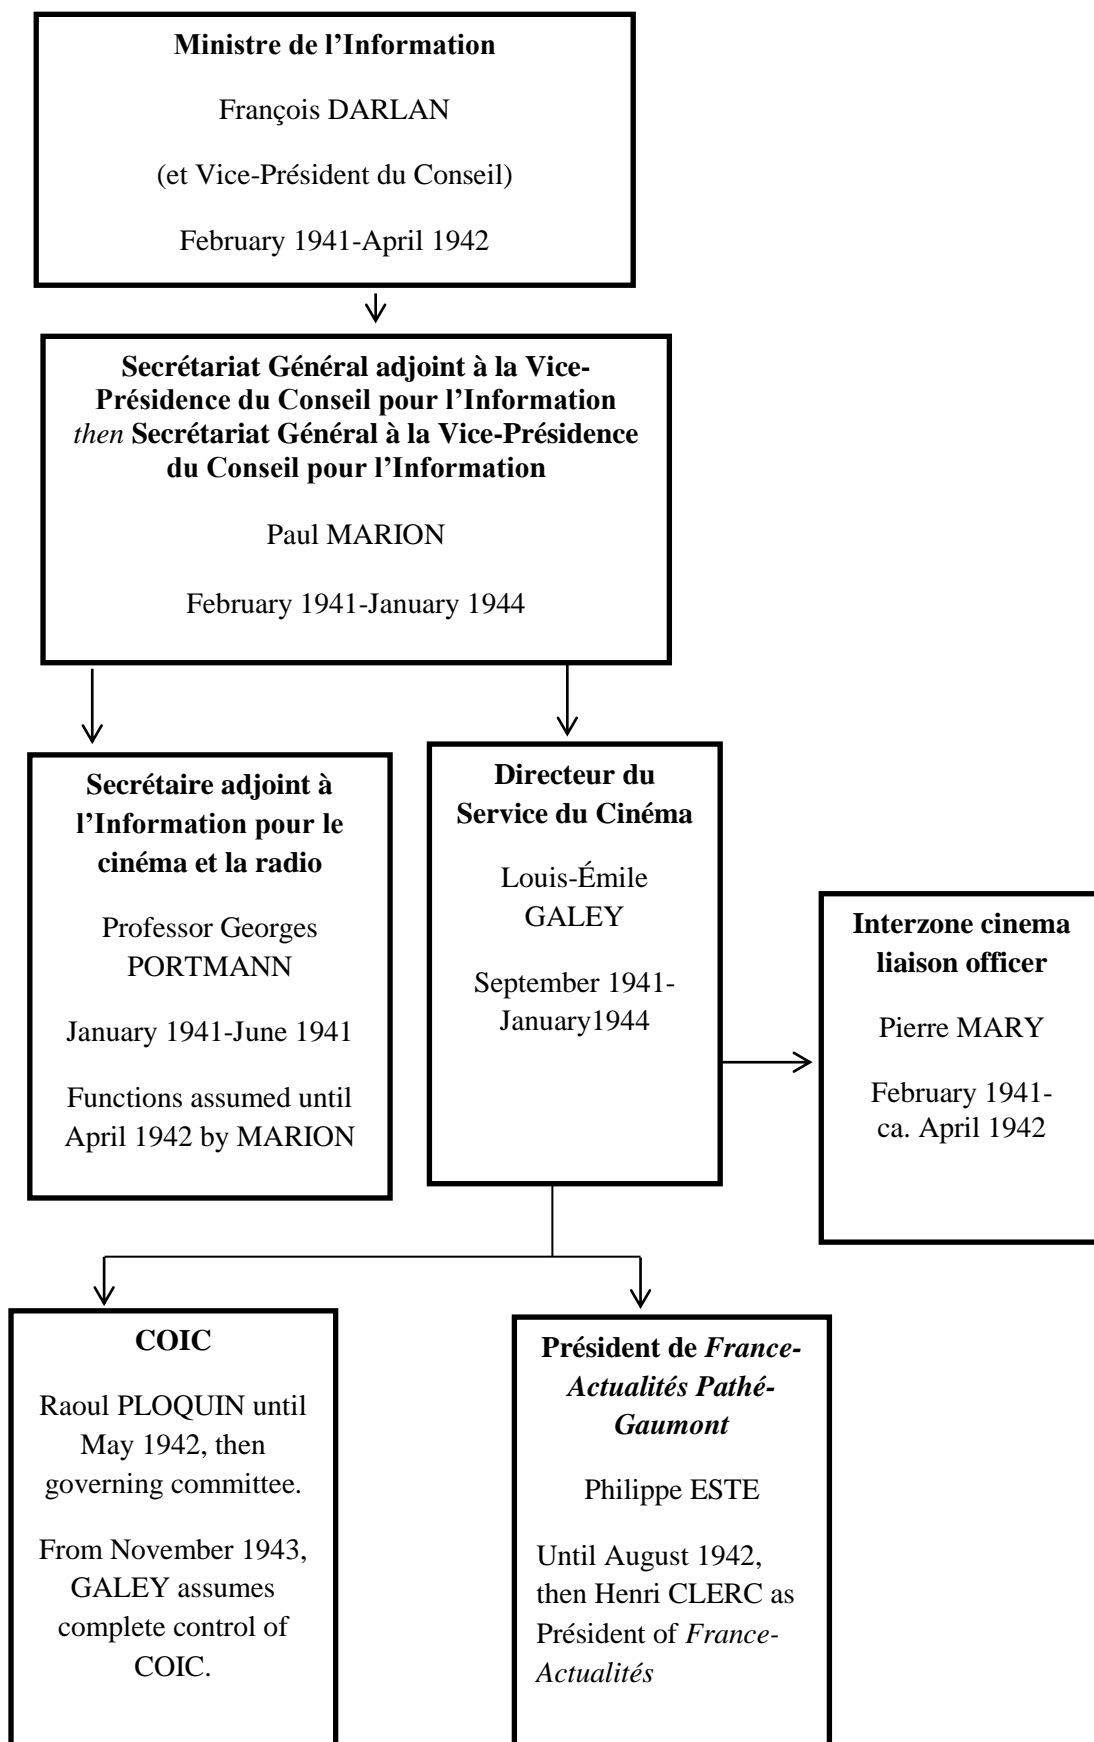 Ministre de l’Information
François DARLAN
(et Vice-Président du Conseil)
February 1941-April 1942
Secrétariat Général adjoint à la Vice-
Présidence du Conseil pour l’Information
then Secrétariat Général à la Vice-Présidence
du Conseil pour l’Information
Paul MARION
February 1941-January 1944
Secrétaire adjoint à
l’Information pour le
cinéma et la radio
Professor Georges
PORTMANN
January 1941-June 1941
Functions assumed until
April 1942 by MARION
Directeur du
Service du Cinéma
Louis-Émile
GALEY
September 1941-
January1944
Interzone cinema
liaison officer
Pierre MARY
February 1941-
ca. April 1942
COIC
Raoul PLOQUIN until
May 1942, then
governing committee.
From November 1943,
GALEY assumes
complete control of
COIC.
Président de France-
Actualités Pathé-
Gaumont
Philippe ESTE
Until August 1942,
then Henri CLERC as
Président of France-
Actualités